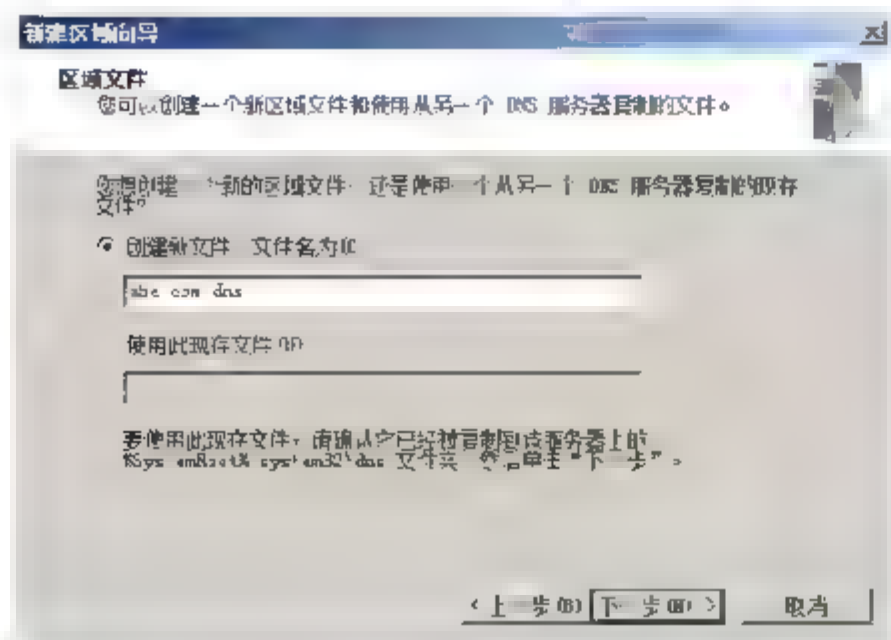 新建区域向导
区域文件
您可以创建一个新区域文件和使用从另一个 DNS 服务器复制的文件。
您想创建一个新的区域文件 还是使用一个从另一个 DNS 服务器复制的现存
文件?
创建新文件 文件名为(C)
abc com dns
使用此现存文件(U)
要使用此现存文件,请确认它已经被复制到该服务器上的
%SystemRoot%\system32\dns 文件夹 然后单击“下一步”。
< 上一步(B)
下一步(N) >
取消